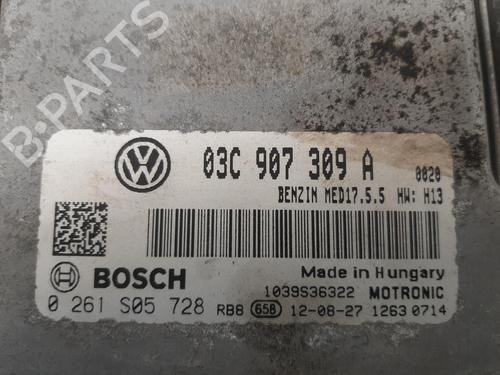 B-PARTS
VW
03C 907 309 A 0020
BENZIN MED17.5.5 HW: H13
BOSCH
Made in Hungary
1039S36322 MOTRONIC
0 261 S05 728 RB8 658 12-08-27 1263 0714